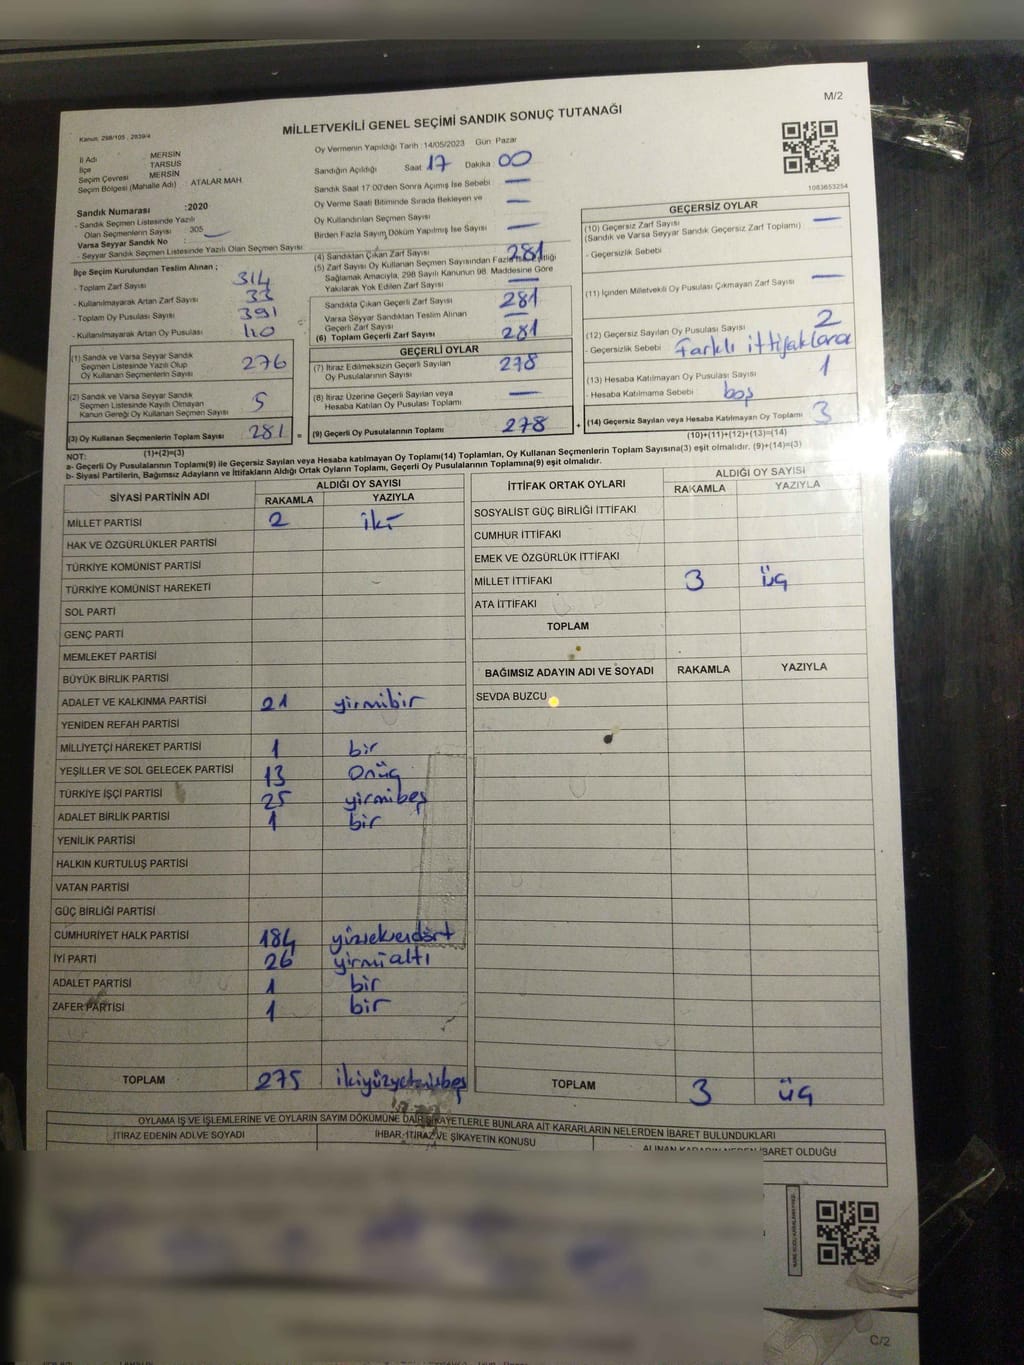 M/2
Kanun: 298/105 , 2839/4
MİLLETVEKİLİ GENEL SEÇİMİ SANDIK SONUÇ TUTANAĞI
İl Adı MERSİN
İlçe TARSUS
Seçim Çevresi MERSİN
Seçim Bölgesi (Mahalle Adı) : ATALAR MAH
Sandık Numarası :2020
- Sandık Seçmen Listesinde Yazılı
Olan Seçmenlerin Sayısı 305
Varsa Seyyar Sandık No :
- Seyyar Sandık Seçmen Listesinde Yazılı Olan Seçmen Sayısı:
İlçe Seçim Kurulundan Teslim Alınan ;
- Toplam Zarf Sayısı 314
- Kullanılmayarak Artan Zarf Sayısı 33
- Toplam Oy Pusulası Sayısı 391
- Kullanılmayarak Artan Oy Pusulası 110
(1) Sandık ve Varsa Seyyar Sandık
Seçmen Listesinde Yazılı Olup
Oy Kullanan Seçmenlerin Sayısı 276
(2) Sandık ve Varsa Seyyar Sandık
Seçmen Listesinde Kayıtlı Olmayan
Kanun Gereği Oy Kullanan Seçmen Sayısı 5
(3) Oy Kullanan Seçmenlerin Toplam Sayısı 281 =
(1)+(2)=(3)
Oy Vermenin Yapıldığı Tarih :14/05/2023 Gün: Pazar
Sandığın Açıldığı Saat 17 Dakika 00
Sandık Saat 17:00'den Sonra Açılmış İse Sebebi : —
Oy Verme Saati Bitiminde Sırada Bekleyen ve
Oy Kullandırılan Seçmen Sayısı —
Birden Fazla Sayım Döküm Yapılmış İse Sayısı —
(4) Sandıktan Çıkan Zarf Sayısı 281
(5) Zarf Sayısı Oy Kullanan Seçmen Sayısından Fazla İse, Eşitliği
Sağlamak Amacıyla, 298 Sayılı Kanunun 98. Maddesine Göre
Yakılarak Yok Edilen Zarf Sayısı —
Sandıkta Çıkan Geçerli Zarf Sayısı 281
Varsa Seyyar Sandıktan Teslim Alınan
Geçerli Zarf Sayısı —
(6) Toplam Geçerli Zarf Sayısı 281
GEÇERLİ OYLAR
(7) İtiraz Edilmeksizin Geçerli Sayılan
Oy Pusulalarının Sayısı 278
(8) İtiraz Üzerine Geçerli Sayılan veya
Hesaba Katılan Oy Pusulası Toplamı —
(9) Geçerli Oy Pusulalarının Toplamı 278 +
1083653254
GEÇERSİZ OYLAR
(10) Geçersiz Zarf Sayısı
(Sandık ve Varsa Seyyar Sandık Geçersiz Zarf Toplamı) —
- Geçersizlik Sebebi
(11) İçinden Milletvekili Oy Pusulası Çıkmayan Zarf Sayısı —
(12) Geçersiz Sayılan Oy Pusulası Sayısı 2
- Geçersizlik Sebebi Farklı ittifaklara
(13) Hesaba Katılmayan Oy Pusulası Sayısı 1
- Hesaba Katılmama Sebebi boş
(14) Geçersiz Sayılan veya Hesaba Katılmayan Oy Toplamı 3
(10)+(11)+(12)+(13)=(14)
NOT:
a- Geçerli Oy Pusulalarının Toplamı(9) ile Geçersiz Sayılan veya Hesaba katılmayan Oy Toplamı(14) Toplamları, Oy Kullanan Seçmenlerin Toplam Sayısına(3) eşit olmalıdır. (9)+(14)=(3)
b- Siyasi Partilerin, Bağımsız Adayların ve İttifakların Aldığı Ortak Oyların Toplamı, Geçerli Oy Pusulalarının Toplamına(9) eşit olmalıdır.
SİYASİ PARTİNİN ADI ALDIĞI OY SAYISI
RAKAMLA YAZIYLA
MİLLET PARTİSİ 2 iki
HAK VE ÖZGÜRLÜKLER PARTİSİ
TÜRKİYE KOMÜNİST PARTİSİ
TÜRKİYE KOMÜNİST HAREKETİ
SOL PARTİ
GENÇ PARTİ
MEMLEKET PARTİSİ
BÜYÜK BİRLİK PARTİSİ
ADALET VE KALKINMA PARTİSİ 21 yirmibir
YENİDEN REFAH PARTİSİ
MİLLİYETÇİ HAREKET PARTİSİ 1 bir
YEŞİLLER VE SOL GELECEK PARTİSİ 13 onüç
TÜRKİYE İŞÇİ PARTİSİ 25 yirmibeş
ADALET BİRLİK PARTİSİ 1 bir
YENİLİK PARTİSİ
HALKIN KURTULUŞ PARTİSİ
VATAN PARTİSİ
GÜÇ BİRLİĞİ PARTİSİ
CUMHURİYET HALK PARTİSİ 184
İYİ PARTİ 26 yirmialtı
ADALET PARTİSİ 1 bir
ZAFER PARTİSİ 1 bir
TOPLAM 275
İTTİFAK ORTAK OYLARI ALDIĞI OY SAYISI
RAKAMLA YAZIYLA
SOSYALİST GÜÇ BİRLİĞİ İTTİFAKI
CUMHUR İTTİFAKI
EMEK VE ÖZGÜRLÜK İTTİFAKI
MİLLET İTTİFAKI 3 üç
ATA İTTİFAKI
TOPLAM
BAĞIMSIZ ADAYIN ADI VE SOYADI RAKAMLA YAZIYLA
SEVDA BUZCU
TOPLAM 3 üç
OYLAMA İŞ VE İŞLEMLERİNE VE OYLARIN SAYIM DÖKÜMÜNE DAİR ŞİKAYETLERLE BUNLARA AİT KARARLARIN NELERDEN İBARET BULUNDUKLARI
İTİRAZ EDENİN ADI VE SOYADI İHBAR, İTİRAZ VE ŞİKAYETİN KONUSU ALINAN KARARIN NEDEN İBARET OLDUĞU
C/2